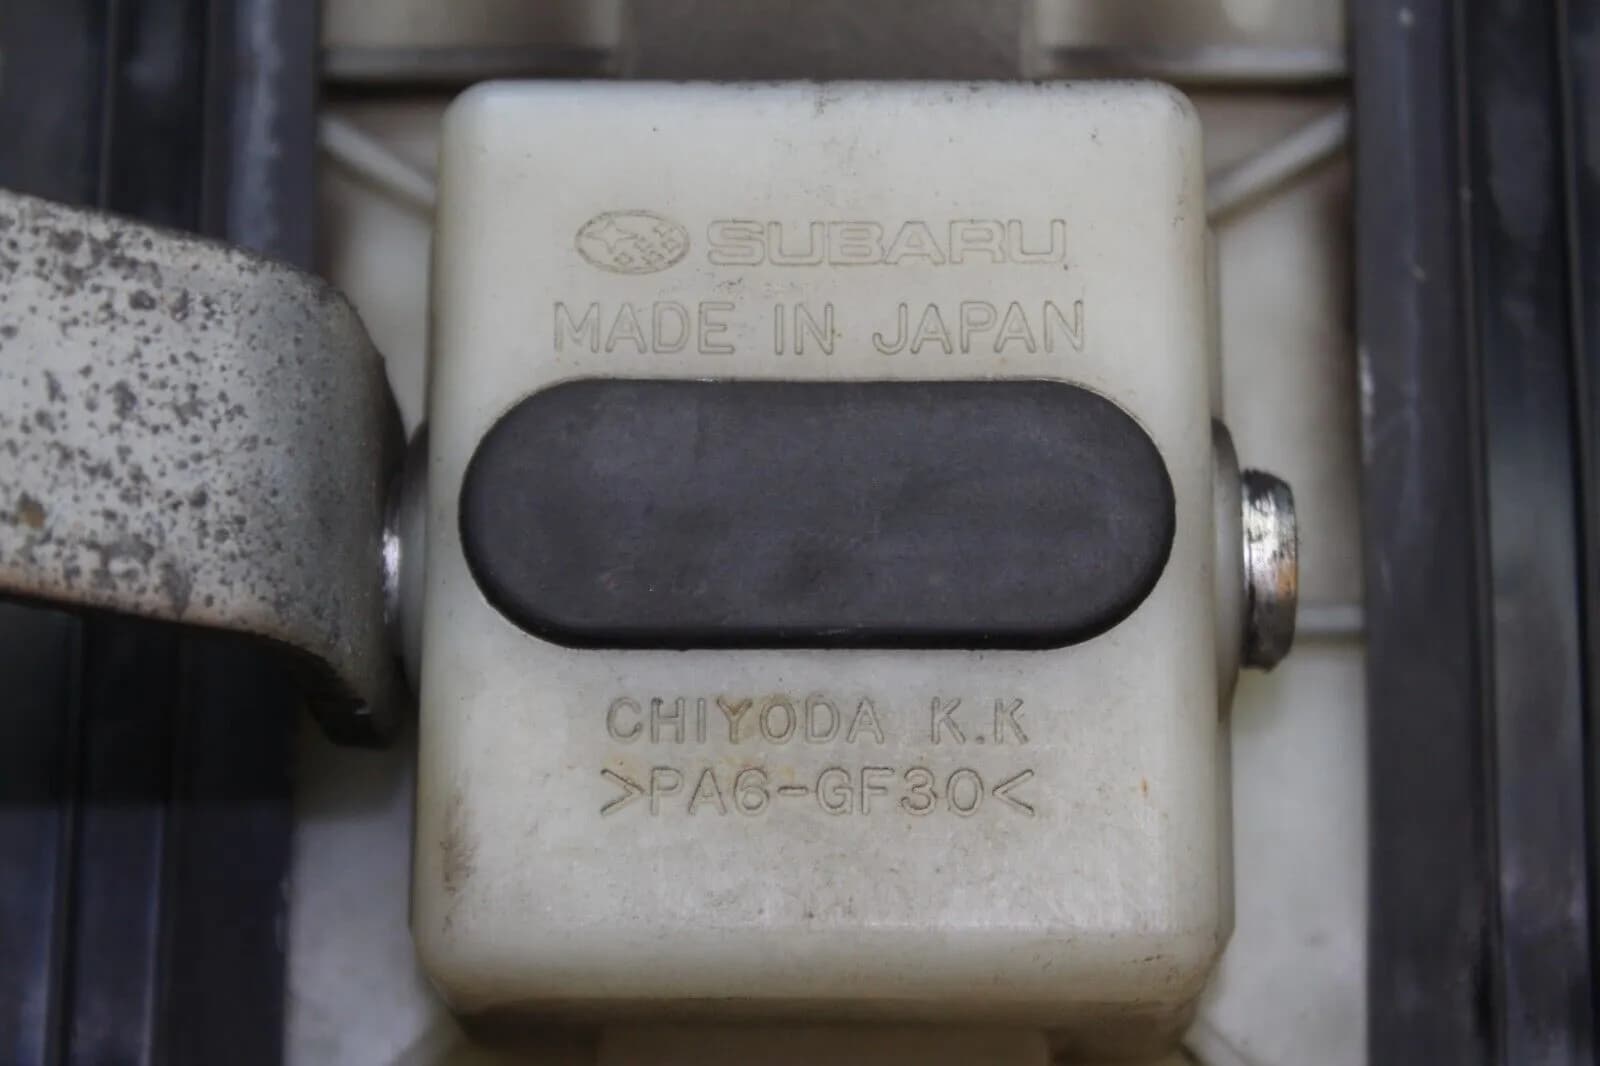 SUBARU
MADE IN JAPAN
CHIYODA K.K
>PA6-GF30<